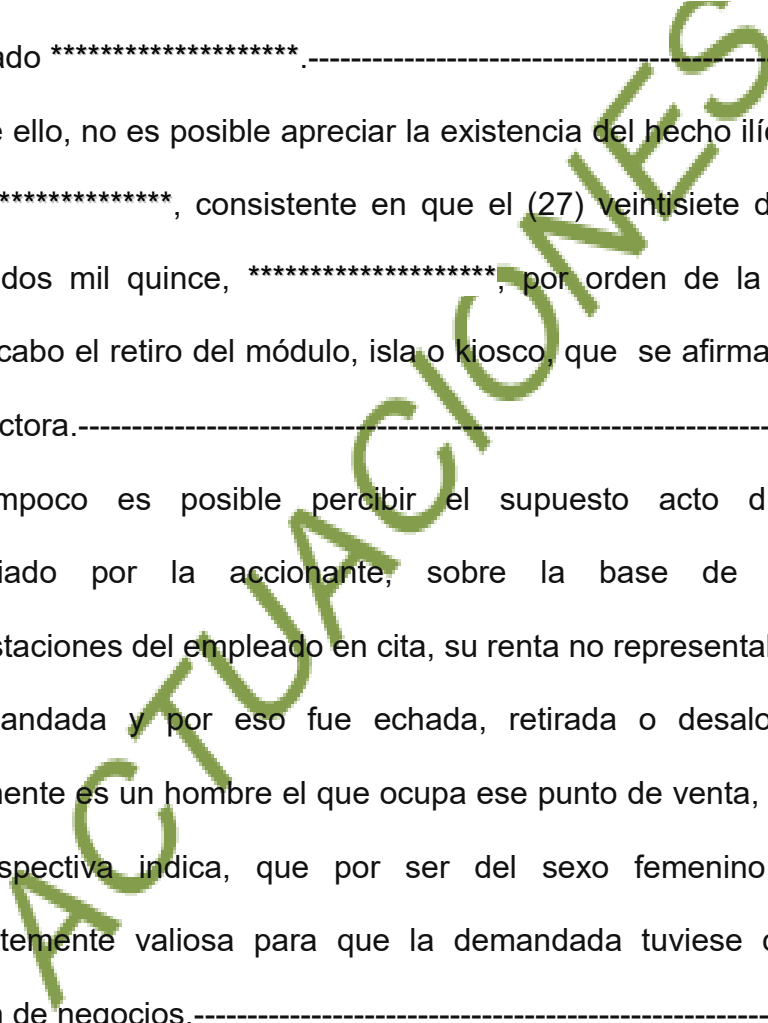 ado ********************.------------------------------------------
e ello, no es posible apreciar la existencia del hecho ilí
**************, consistente en que el (27) veintisiete d
dos mil quince, ********************, por orden de la
cabo el retiro del módulo, isla o kiosco, que se afirma
ctora.----------------------------------------------------------------
mpoco es posible percibir el supuesto acto d
iado por la accionante, sobre la base de
staciones del empleado en cita, su renta no representa
andada y por eso fue echada, retirada o desalo
mente es un hombre el que ocupa ese punto de venta,
spectiva indica, que por ser del sexo femenino
temente valiosa para que la demandada tuviese
n de negocios.-----------------------------------------------------
ACTUACIONES